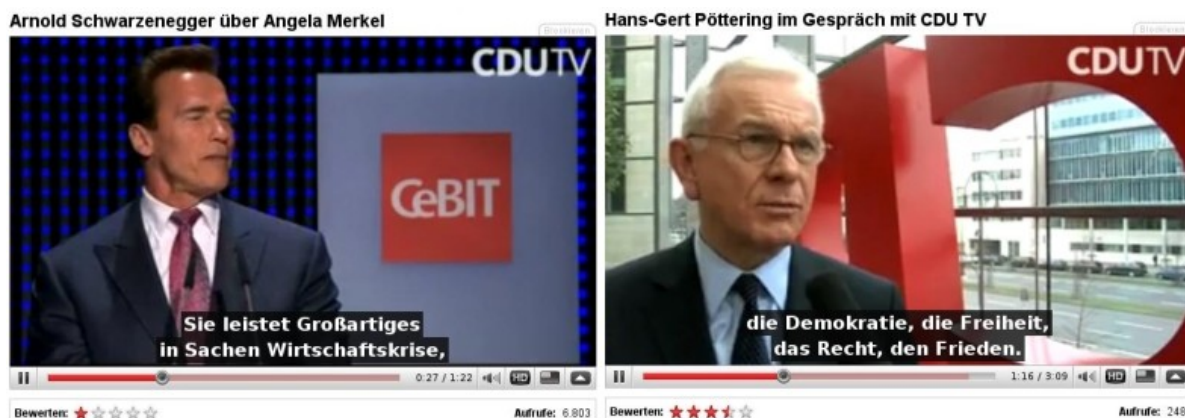 Arnold Schwarzenegger über Angela Merkel
Blockieren
CDUTV
CeBIT
Sie leistet Großartiges
in Sachen Wirtschaftskrise,
0:27 / 1:22
HD
Bewerten:
Aufrufe: 6.803
Hans-Gert Pöttering im Gespräch mit CDU TV
Blockieren
CDUTV
die Demokratie, die Freiheit,
das Recht, den Frieden.
1:16 / 3:09
HD
Bewerten:
Aufrufe: 248